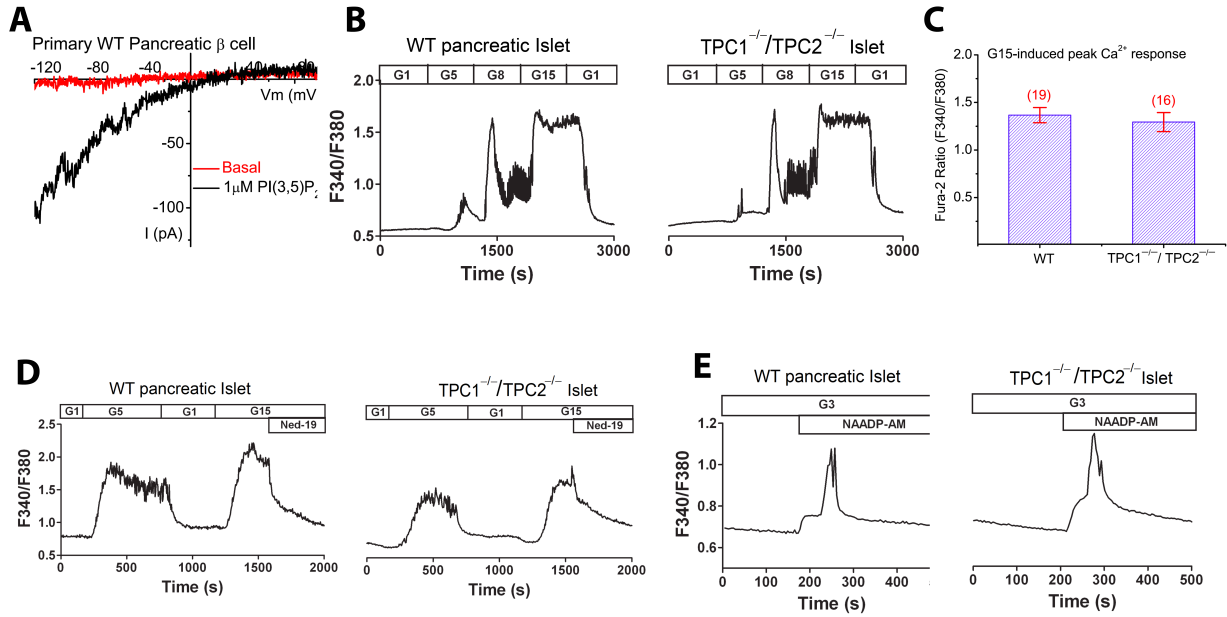 A
Primary WT Pancreatic β cell
-120 -80 -40 0 40 80
Vm (mV
-50
-100
Basal
1μM PI(3,5)P₂
I (pA)
B
WT pancreatic Islet
G1 G5 G8 G15 G1
2.0
1.5
1.0
0.5
F340/F380
0 1500 3000
Time (s)
TPC1⁻/⁻/TPC2⁻/⁻ Islet
G1 G5 G8 G15 G1
0 1500 3000
Time (s)
C
G15-induced peak Ca²⁺ response
2.0
1.5
1.0
0.5
Fura-2 Ratio (F340/F380)
(19)
(16)
WT
TPC1⁻/⁻/ TPC2⁻/⁻
D
WT pancreatic Islet
G1 G5 G1 G15
Ned-19
2.5
2.0
1.5
1.0
0.5
F340/F380
0 500 1000 1500 2000
Time (s)
TPC1⁻/⁻/TPC2⁻/⁻ Islet
G1 G5 G1 G15
Ned-19
0 500 1000 1500 2000
Time (s)
E
WT pancreatic Islet
G3
NAADP-AM
1.2
1.0
0.8
0.6
F340/F380
0 100 200 300 400
Time (s)
TPC1⁻/⁻/TPC2⁻/⁻Islet
G3
NAADP-AM
0 100 200 300 400 500
Time (s)